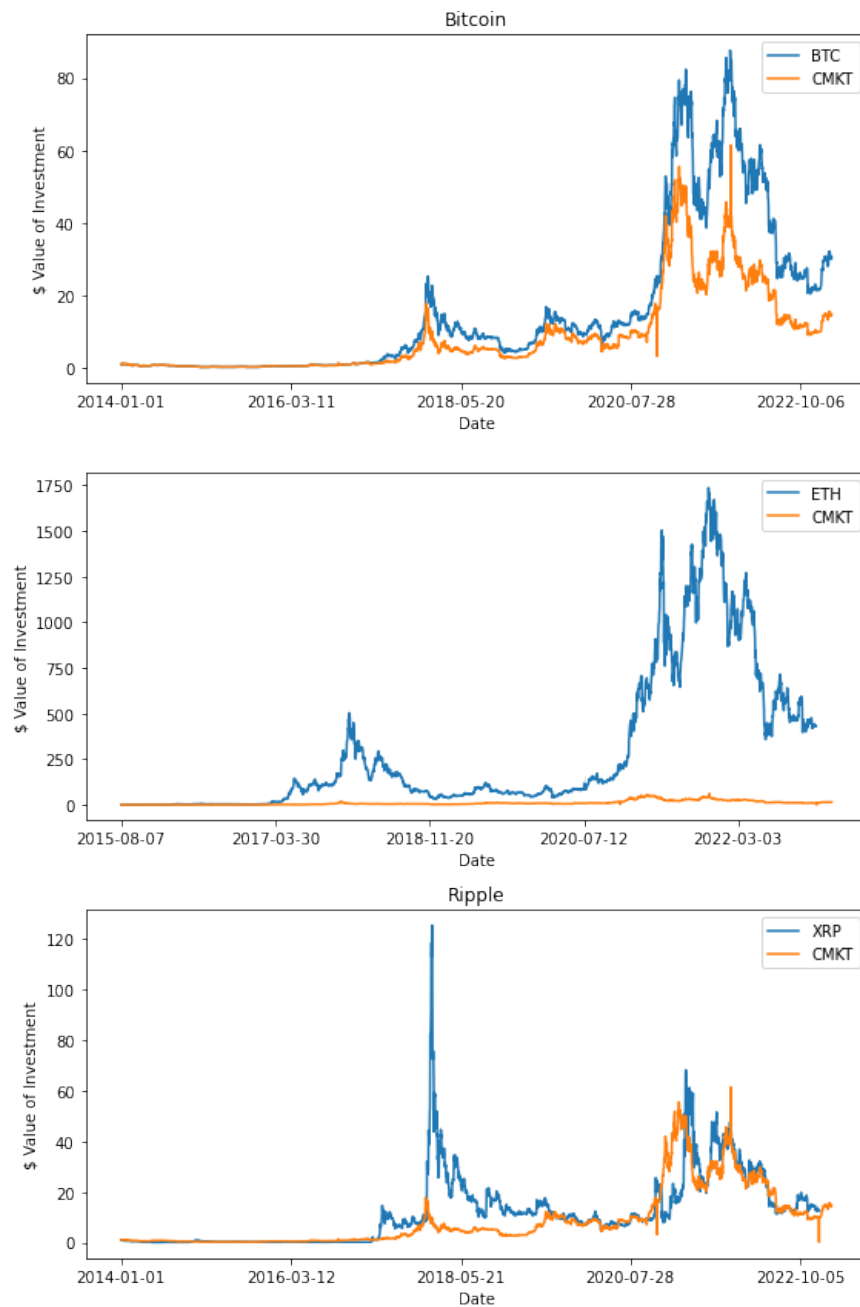 Bitcoin
BTC
CMKT
80
60
40
20
0
$ Value of Investment
2014-01-01 2016-03-11 2018-05-20 2020-07-28 2022-10-06
Date
ETH
CMKT
1750
1500
1250
1000
750
500
250
0
$ Value of Investment
2015-08-07 2017-03-30 2018-11-20 2020-07-12 2022-03-03
Date
Ripple
XRP
CMKT
120
100
80
60
40
20
0
$ Value of Investment
2014-01-01 2016-03-12 2018-05-21 2020-07-28 2022-10-05
Date